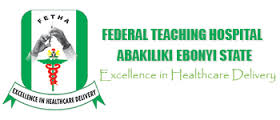 FETHA
EXCELLENCE IN HEALTHCARE DELIVERY
FEDERAL TEACHING HOSPITAL
ABAKILIKI EBONYI STATE
Excellence in Healthcare Delivery